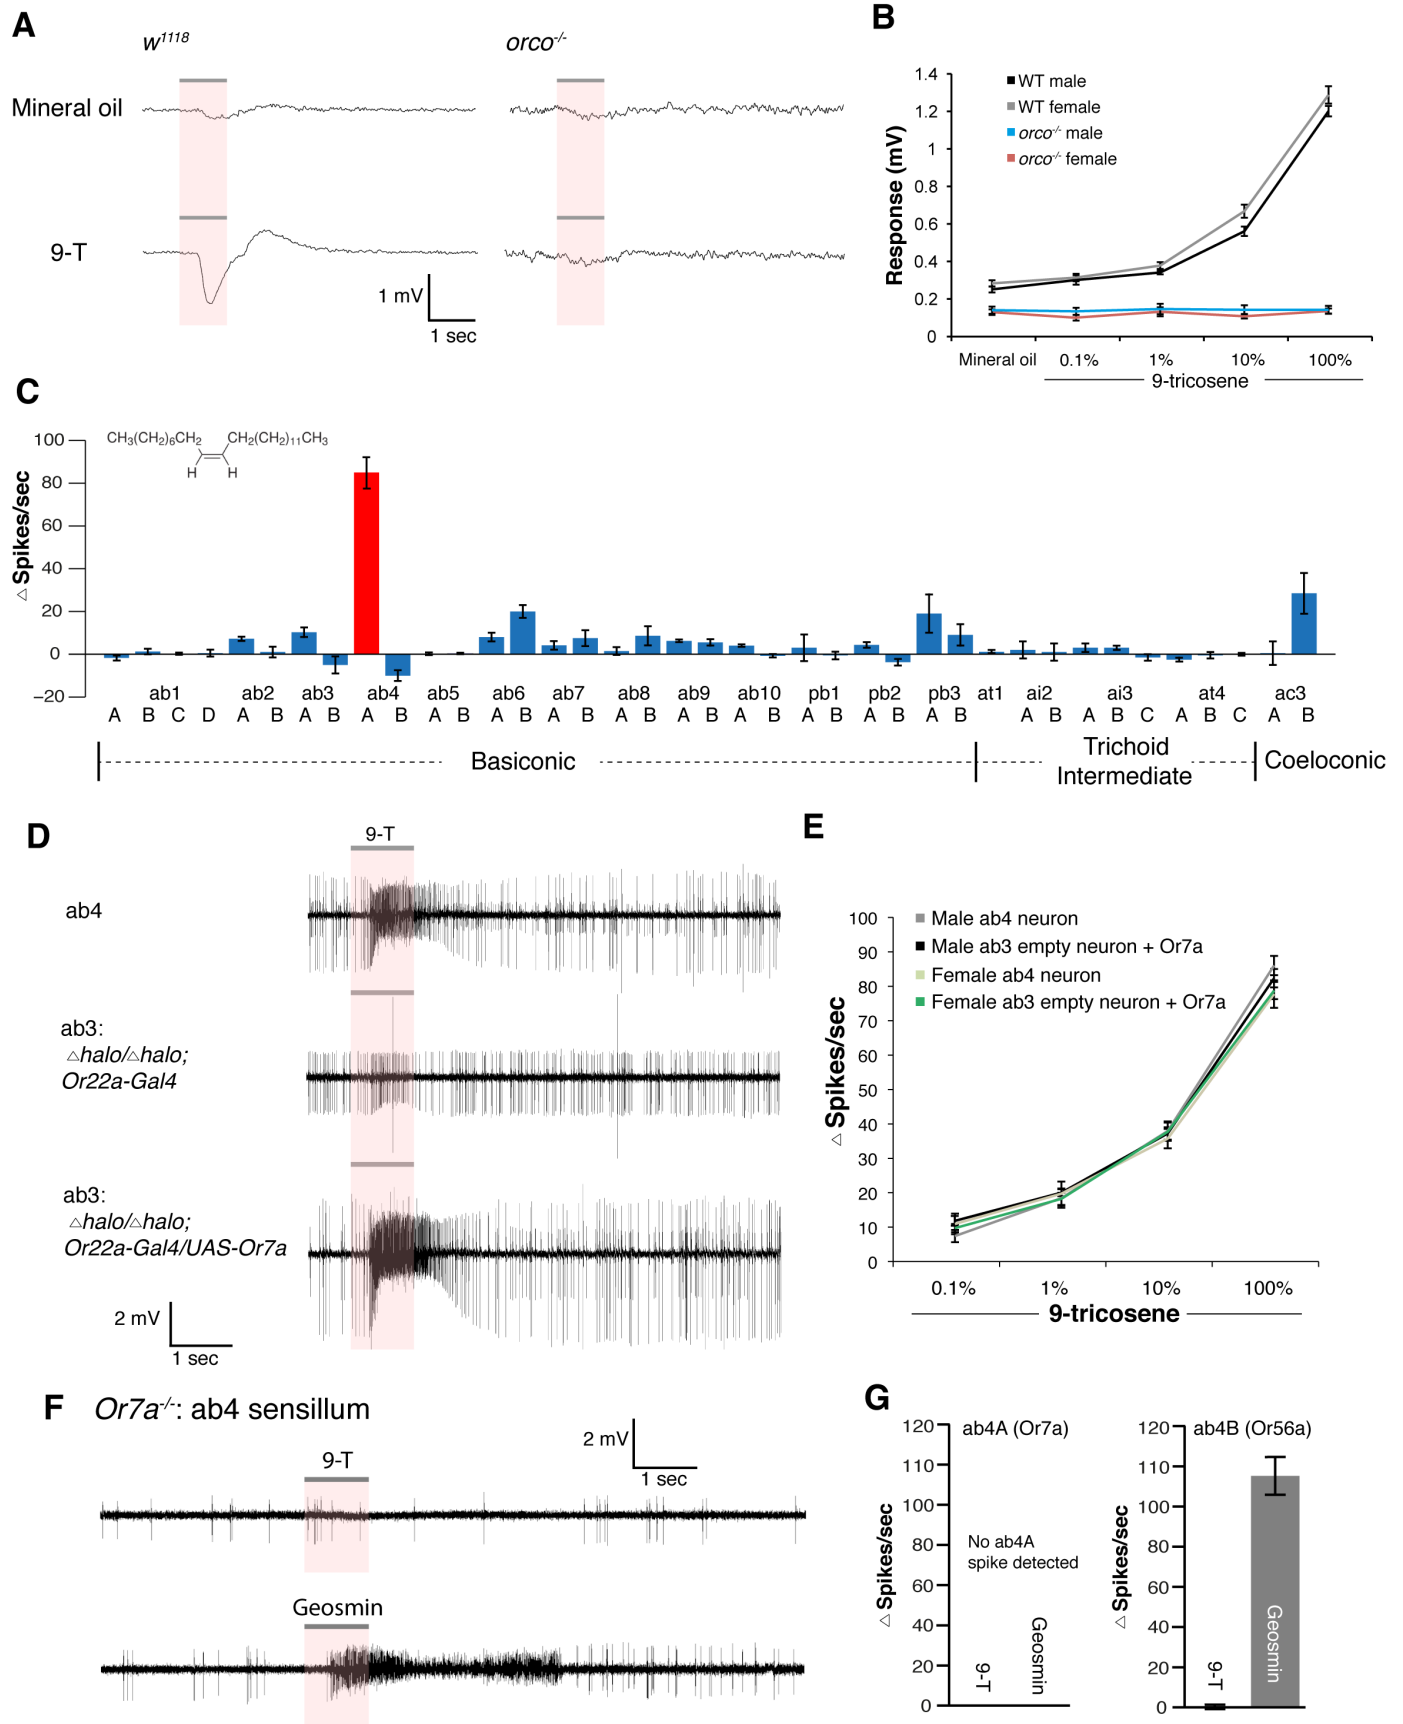 A
w1118
orco-/-
Mineral oil
9-T
1 mV
1 sec
B
Response (mV)
1.4
1.2
1
0.8
0.6
0.4
0.2
0
WT male
WT female
orco-/- male
orco-/- female
Mineral oil 0.1% 1% 10% 100%
9-tricosene
C
CH3(CH2)6CH2 CH2(CH2)11CH3
H H
△ Spikes/sec
100
80
60
40
20
0
−20
ab1 ab2 ab3 ab4 ab5 ab6 ab7 ab8 ab9 ab10 pb1 pb2 pb3 at1 ai2 ai3 at4 ac3
A B C D A B A B A B A B A B A B A B A B A B A B A B A B A B A B C A B C A B
Basiconic
Trichoid
Intermediate
Coeloconic
D
9-T
ab4
ab3:
△halo/△halo;
Or22a-Gal4
ab3:
△halo/△halo;
Or22a-Gal4/UAS-Or7a
2 mV
1 sec
E
△ Spikes/sec
100
90
80
70
60
50
40
30
20
10
0
Male ab4 neuron
Male ab3 empty neuron + Or7a
Female ab4 neuron
Female ab3 empty neuron + Or7a
0.1% 1% 10% 100%
9-tricosene
F
Or7a-/-: ab4 sensillum
2 mV
1 sec
9-T
Geosmin
G
△ Spikes/sec
120
110
100
80
60
40
20
0
ab4A (Or7a)
No ab4A
spike detected
9-T
Geosmin
△ Spikes/sec
120
110
100
80
60
40
20
0
ab4B (Or56a)
9-T
Geosmin